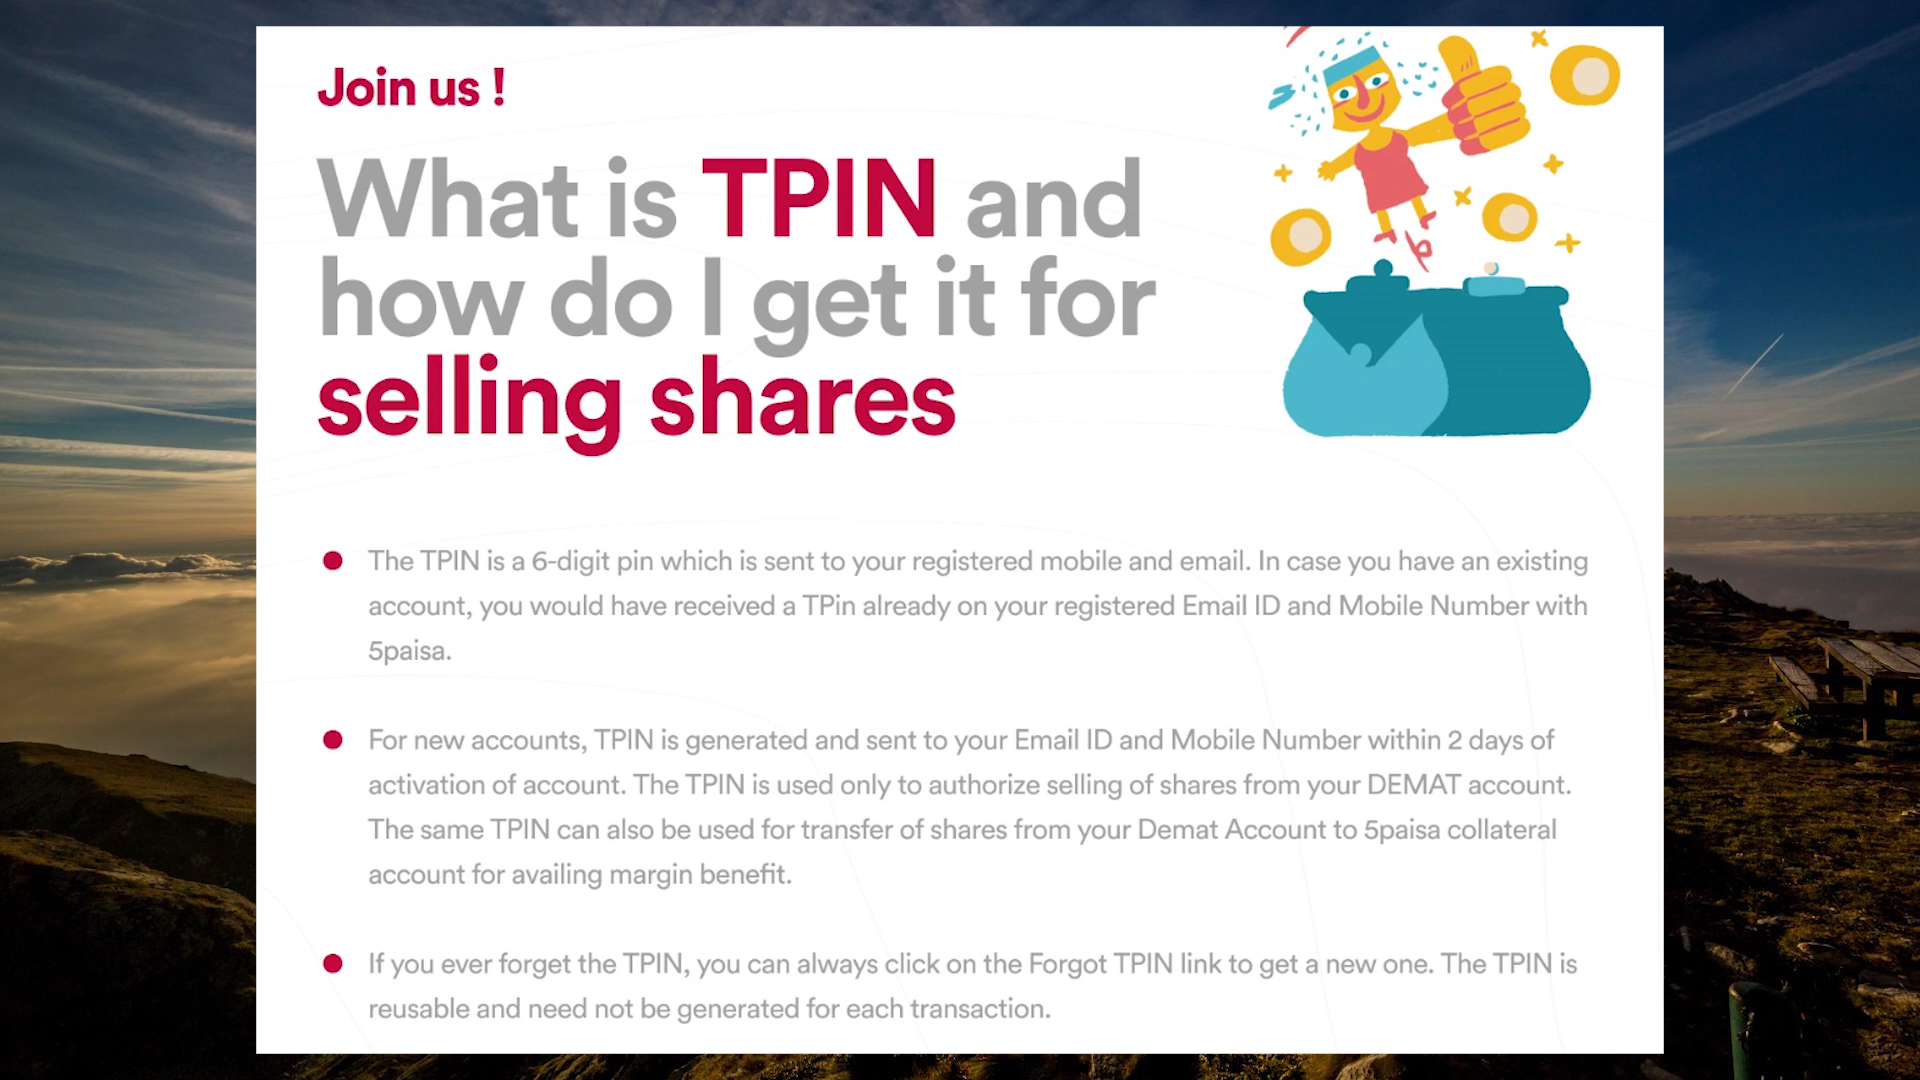 Join us !
What is TPIN and
how do I get it for
selling shares
The TPIN is a 6-digit pin which is sent to your registered mobile and email. In case you have an existing
account, you would have received a TPin already on your registered Email ID and Mobile Number with
5paisa.
For new accounts, TPIN is generated and sent to your Email ID and Mobile Number within 2 days of
activation of account. The TPIN is used only to authorize selling of shares from your DEMAT account.
The same TPIN can also be used for transfer of shares from your Demat Account to 5paisa collateral
account for availing margin benefit.
If you ever forget the TPIN, you can always click on the Forgot TPIN link to get a new one. The TPIN is
reusable and need not be generated for each transaction.